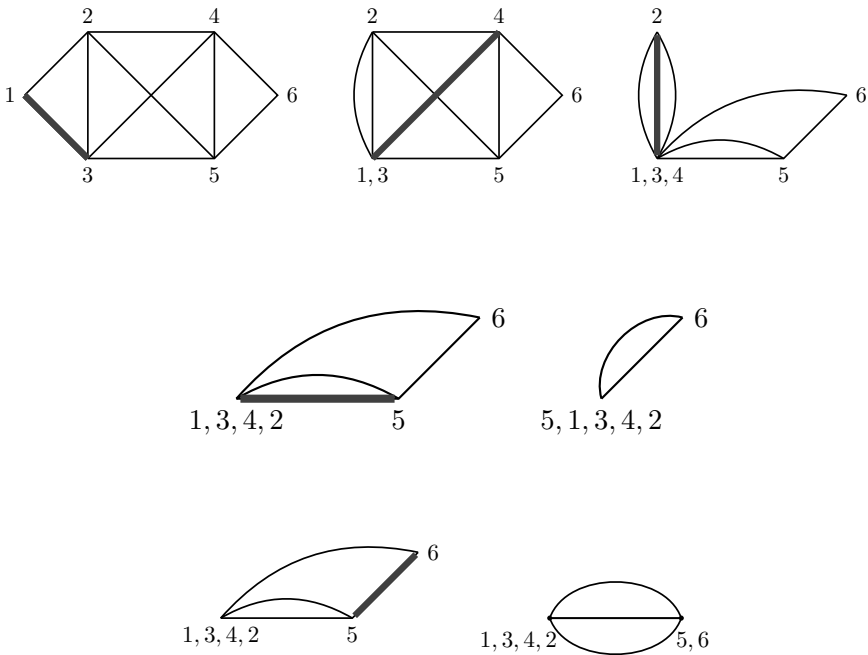 2 4 2 4 2
1 6 6 6
3 5 1, 3 5 1, 3, 4 5
6 6
1, 3, 4, 2 5 5, 1, 3, 4, 2
6
1, 3, 4, 2 5 1, 3, 4, 2 5, 6